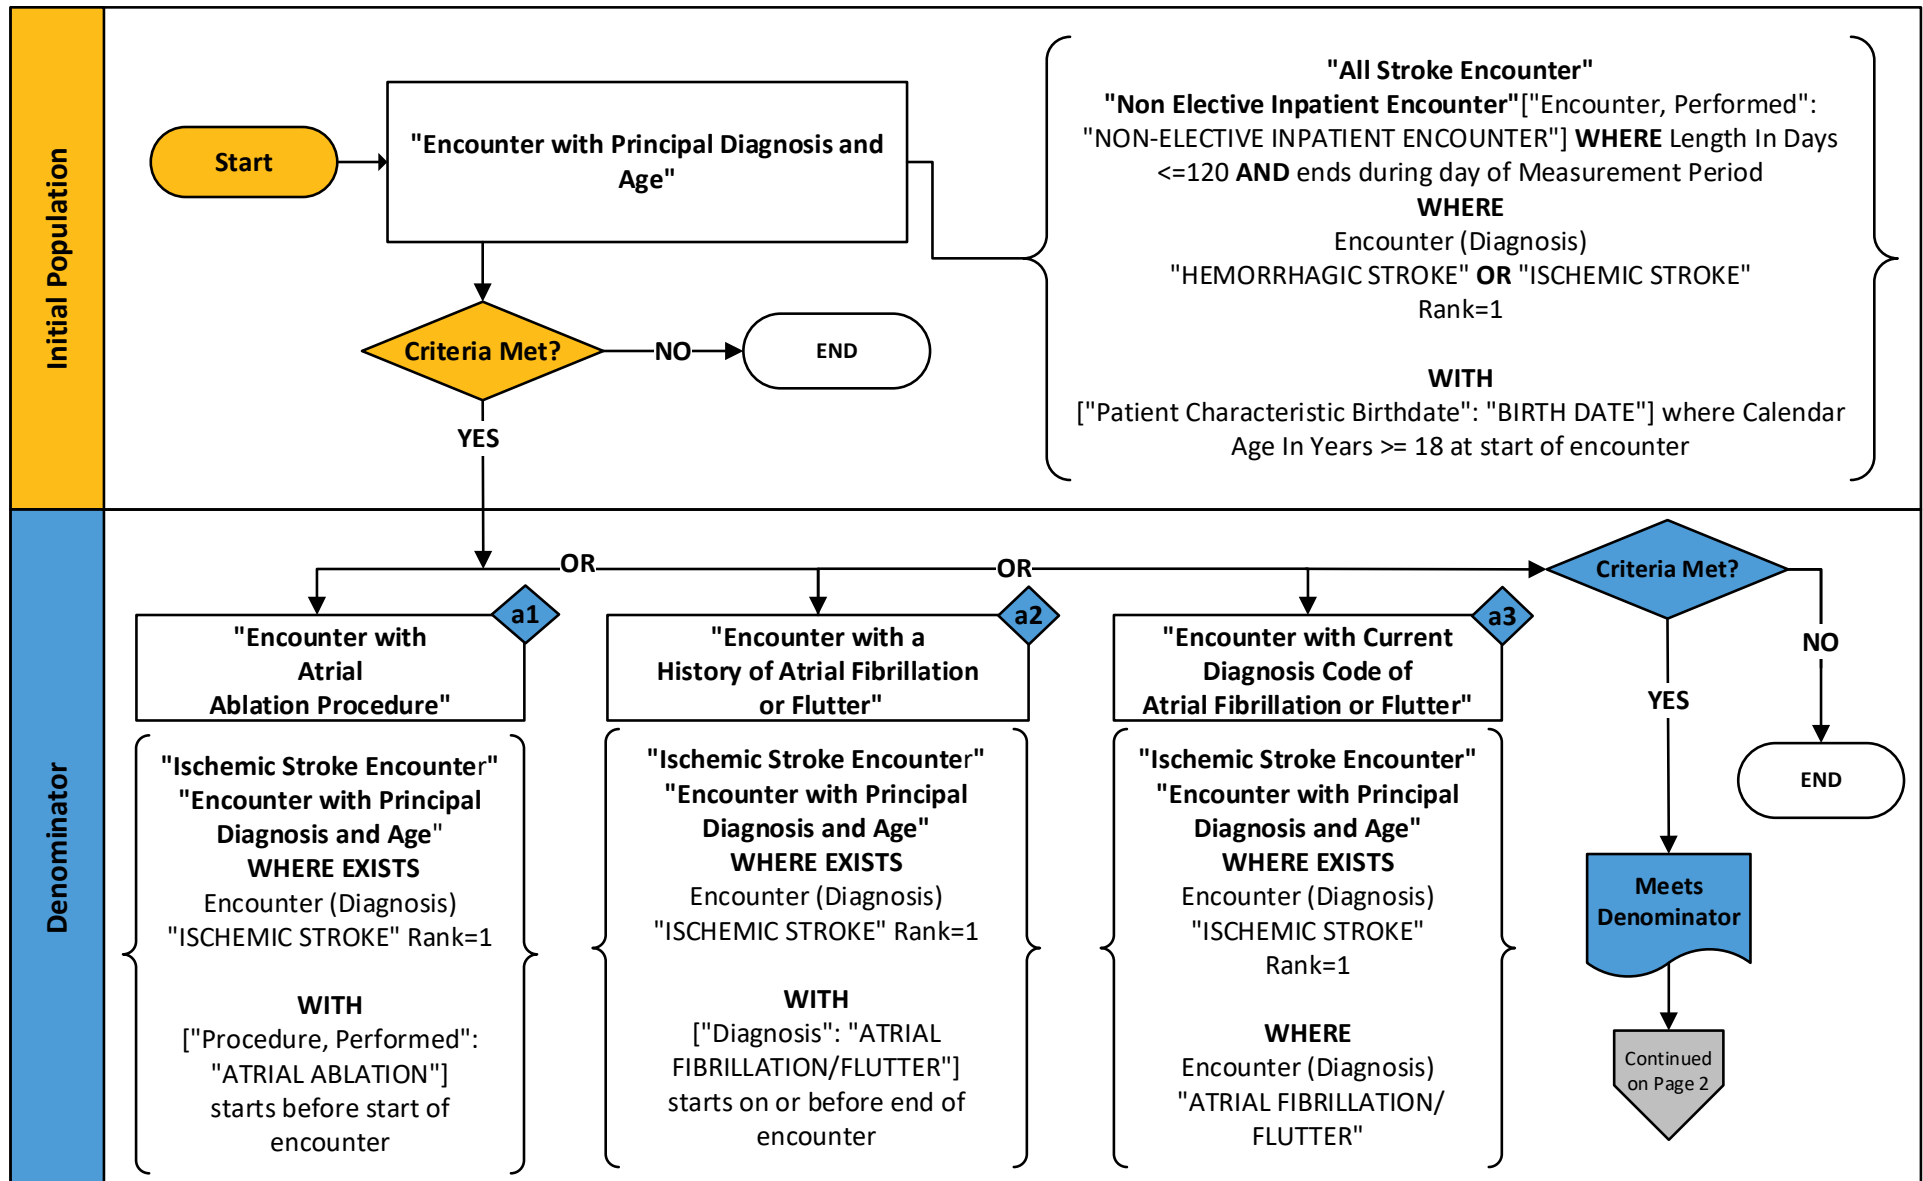 Initial Population
Start
"Encounter with Principal Diagnosis and
Age"
"All Stroke Encounter"
"Non Elective Inpatient Encounter"["Encounter, Performed":
"NON-ELECTIVE INPATIENT ENCOUNTER"] WHERE Length In Days
<=120 AND ends during day of Measurement Period
WHERE
Encounter (Diagnosis)
"HEMORRHAGIC STROKE" OR "ISCHEMIC STROKE"
Rank=1
WITH
["Patient Characteristic Birthdate": "BIRTH DATE"] where Calendar
Age In Years >= 18 at start of encounter
Criteria Met?
NO
END
YES
Denominator
OR
OR
Criteria Met?
a1
"Encounter with
Atrial
Ablation Procedure"
"Ischemic Stroke Encounter"
"Encounter with Principal
Diagnosis and Age"
WHERE EXISTS
Encounter (Diagnosis)
"ISCHEMIC STROKE" Rank=1
WITH
["Procedure, Performed":
"ATRIAL ABLATION"]
starts before start of
encounter
a2
"Encounter with a
History of Atrial Fibrillation
or Flutter"
"Ischemic Stroke Encounter"
"Encounter with Principal
Diagnosis and Age"
WHERE EXISTS
Encounter (Diagnosis)
"ISCHEMIC STROKE" Rank=1
WITH
["Diagnosis": "ATRIAL
FIBRILLATION/FLUTTER"]
starts on or before end of
encounter
a3
"Encounter with Current
Diagnosis Code of
Atrial Fibrillation or Flutter"
"Ischemic Stroke Encounter"
"Encounter with Principal
Diagnosis and Age"
WHERE EXISTS
Encounter (Diagnosis)
"ISCHEMIC STROKE"
Rank=1
WHERE
Encounter (Diagnosis)
"ATRIAL FIBRILLATION/
FLUTTER"
NO
YES
END
Meets
Denominator
Continued
on Page 2